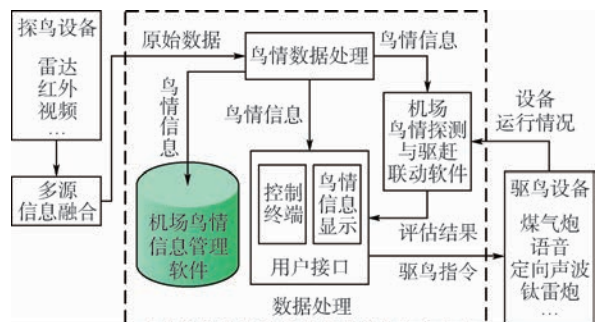 探鸟设备
雷达
红外
视频
…
多源
信息融合
原始数据
鸟情数据处理
鸟情信息
鸟情信息
鸟情信息
机场鸟情
信息管理
软件
控制
终端
鸟情
信息
显示
用户接口
机场
鸟情探测
与驱赶
联动软件
评估结果
驱鸟指令
数据处理
设备
运行情况
驱鸟设备
煤气炮
语音
定向声波
钛雷炮
…